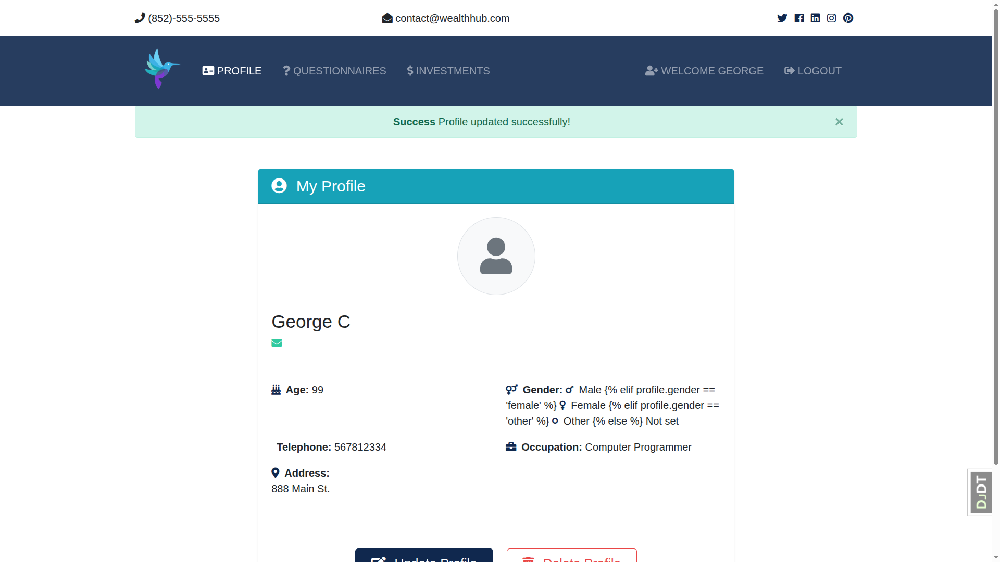 (852)-555-5555
contact@wealthhub.com
PROFILE
QUESTIONNAIRES
INVESTMENTS
WELCOME GEORGE
LOGOUT
Success Profile updated successfully!
×
My Profile
George C
Age: 99
Gender: Male {% elif profile.gender ==
'female' %} Female {% elif profile.gender ==
'other' %} Other {% else %} Not set
Telephone: 567812334
Occupation: Computer Programmer
Address:
888 Main St.
DJDT
Update Profile
Delete Profile